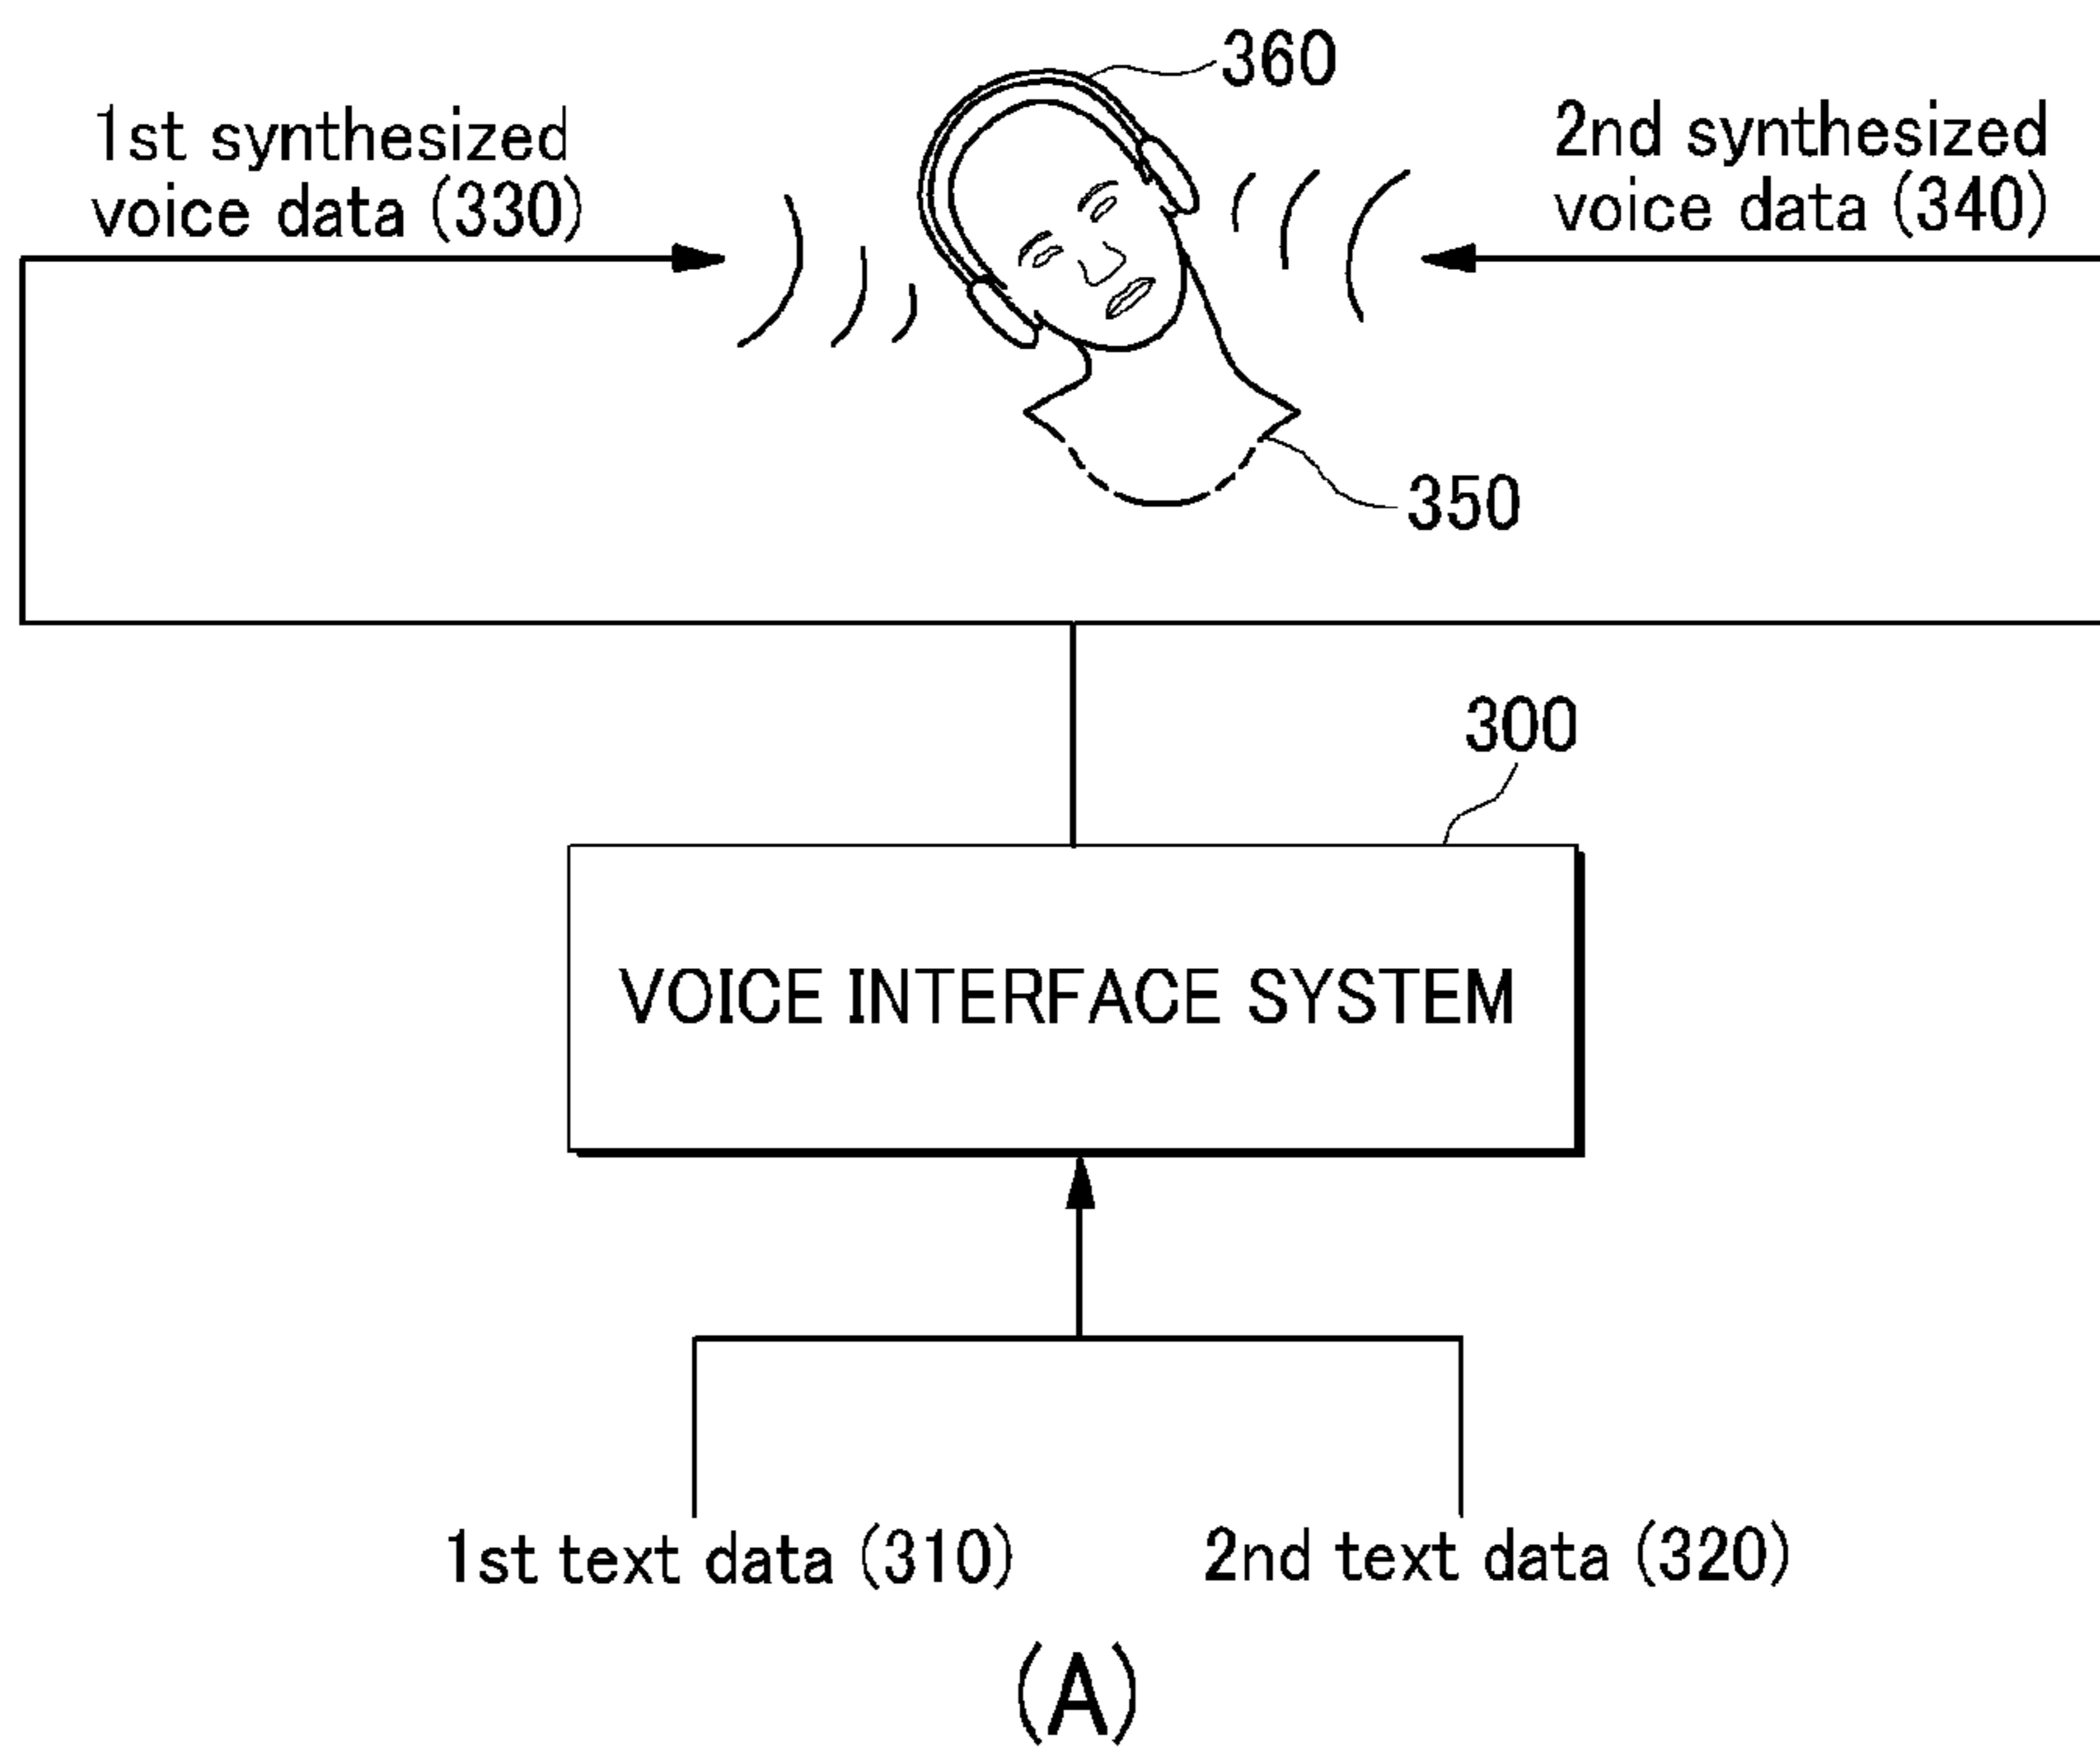 360
1st synthesized
voice data (330)
2nd synthesized
voice data (340)
350
300
VOICE INTERFACE SYSTEM
1st text data (310)
2nd text data (320)
(A)